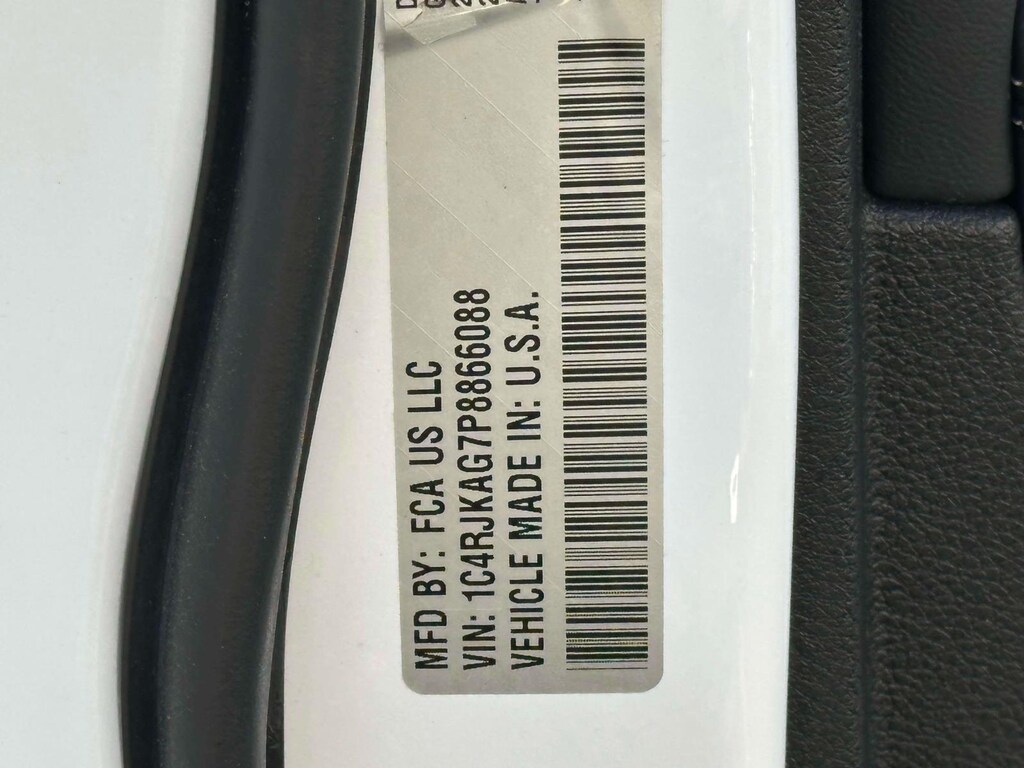 MFD BY: FCA US LLC
VIN: 1C4RJKAG7P8866088
VEHICLE MADE IN: U.S.A.